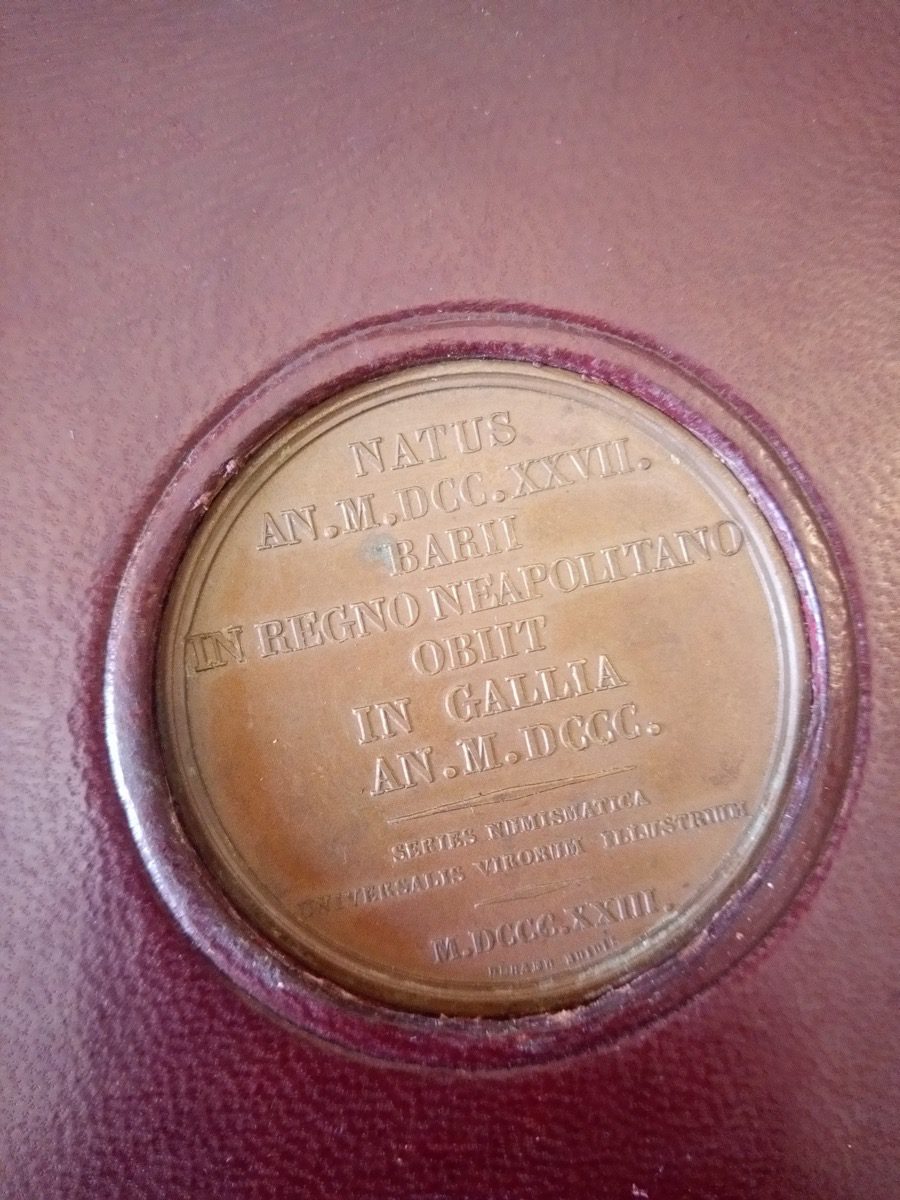 NATUS
AN.M.DCC.XXVII.
BARII
IN REGNO NEAPOLITANO
OBIIT
IN GALLIA
AN.M.DCCC.
SERIES NUMISMATICA
UNIVERSALIS VIRORUM ILLUSTRIUM
M.DCCC.XXIII.